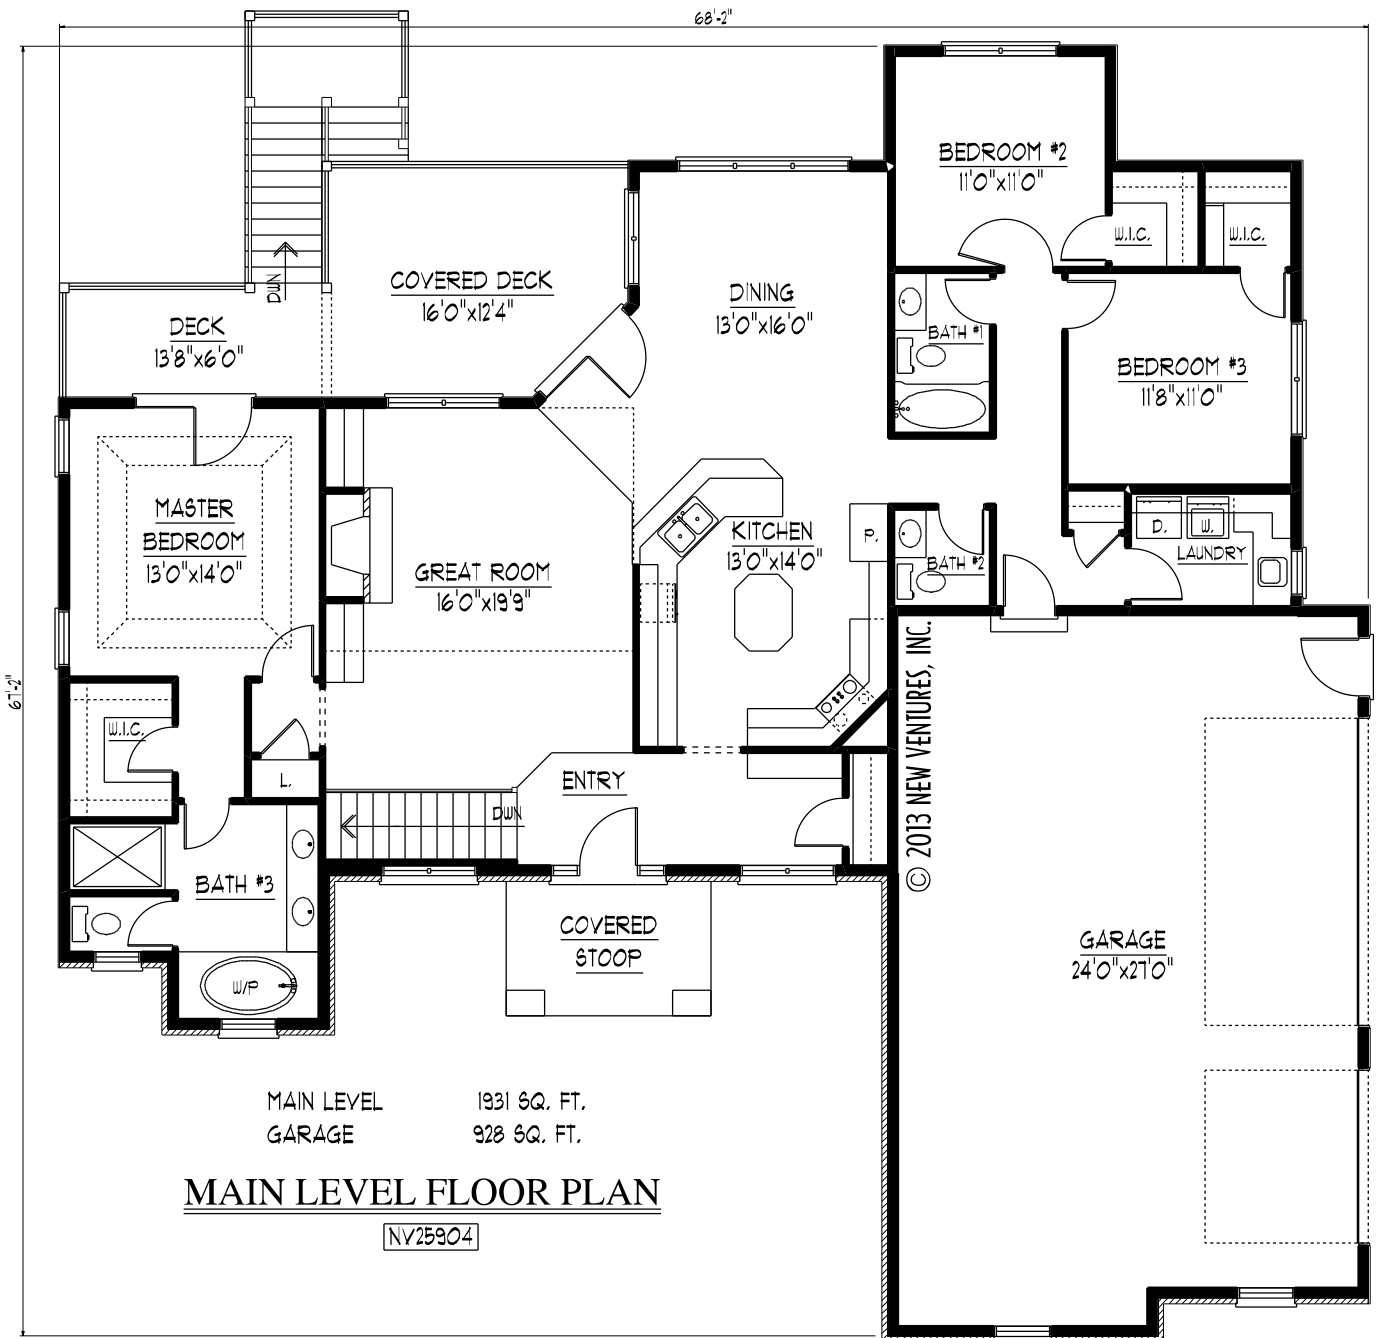 68'-2"
BEDROOM #2
11'0"x11'0"
W.I.C.
W.I.C.
COVERED DECK
16'0"x12'4"
DWN
DINING
13'0"x16'0"
DECK
13'8"x6'0"
BATH #1
BEDROOM #3
11'8"x11'0"
MASTER
BEDROOM
13'0"x14'0"
KITCHEN
13'0"x14'0"
P.
D.
W.
LAUNDRY
BATH #2
GREAT ROOM
16'0"x19'9"
67'-2"
W.I.C.
L.
ENTRY
DWN
© 2013 NEW VENTURES, INC.
BATH #3
COVERED
STOOP
GARAGE
24'0"x27'0"
W/P
MAIN LEVEL 1931 SQ. FT.
GARAGE 928 SQ. FT.
MAIN LEVEL FLOOR PLAN
NV25904